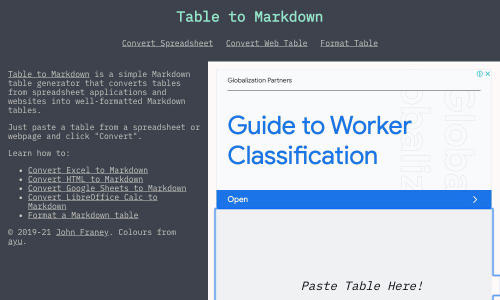 Table to Markdown
Convert Spreadsheet Convert Web Table Format Table
Table to Markdown is a simple Markdown
table generator that converts tables
from spreadsheet applications and
websites into well-formatted Markdown
tables.
Just paste a table from a spreadsheet or
webpage and click "Convert".
Learn how to:
• Convert Excel to Markdown
• Convert HTML to Markdown
• Convert Google Sheets to Markdown
• Convert LibreOffice Calc to
Markdown
• Format a Markdown table
© 2019-21 John Franey. Colours from
ayu.
Globalization Partners
Guide to Worker
Classification
Open
Paste Table Here!